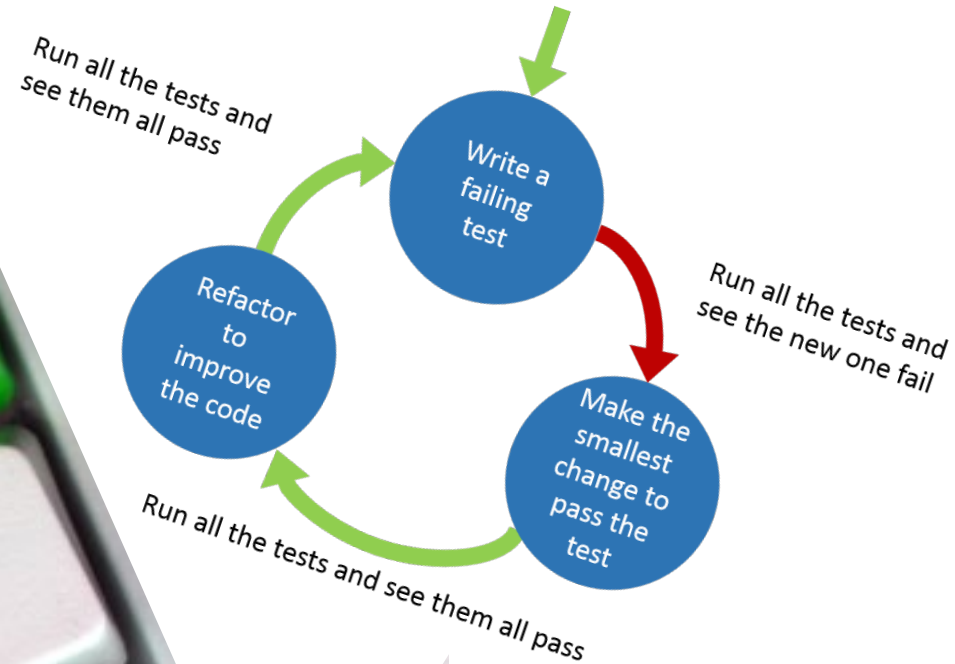 Run all the tests and
see them all pass
Write a
failing
test
Run all the tests and
see the new one fail
Refactor
to
improve
the code
Make the
smallest
change to
pass the
test
Run all the tests and see them all pass